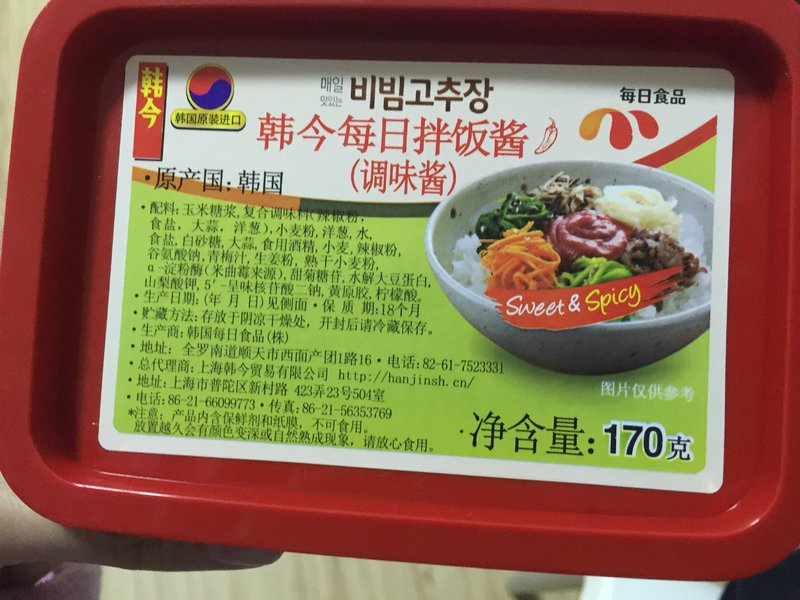 韩今
韩国原装进口
매일
맛있는
비빔고추장
每日食品
韩今每日拌饭酱
(调味酱)
·原产国:韩国
·配料:玉米糖浆,复合调味料(辣椒粉,
食盐,大蒜,洋葱),小麦粉,洋葱,水,
食盐,白砂糖,大蒜,食用酒精,小麦,辣椒粉,
谷氨酸钠,青梅汁,生姜粉,熟干小麦粉,
α-淀粉酶(米曲霉来源),甜菊糖苷,水解大豆蛋白,
山梨酸钾,5'-呈味核苷酸二钠,黄原胶,柠檬酸。
·生产日期:(年 月 日)见侧面·保 质 期:18个月
·贮藏方法:存放于阴凉干燥处,开封后请冷藏保存。
·生产商:韩国每日食品(株)
·地址: 全罗南道顺天市西面产团1路16·电话:82-61-7523331
·总代理商:上海韩今贸易有限公司 http://hanjinsh.cn/
·地址:上海市普陀区新村路 423弄23号504室
·电话:86-21-66099773·传真:86-21-56353769
*注意: 产品内含保鲜剂和纸膜,不可食用。
放置越久会有颜色变深或自然熟成现象,请放心食用。
Sweet & Spicy
图片仅供参考
·净含量:170克